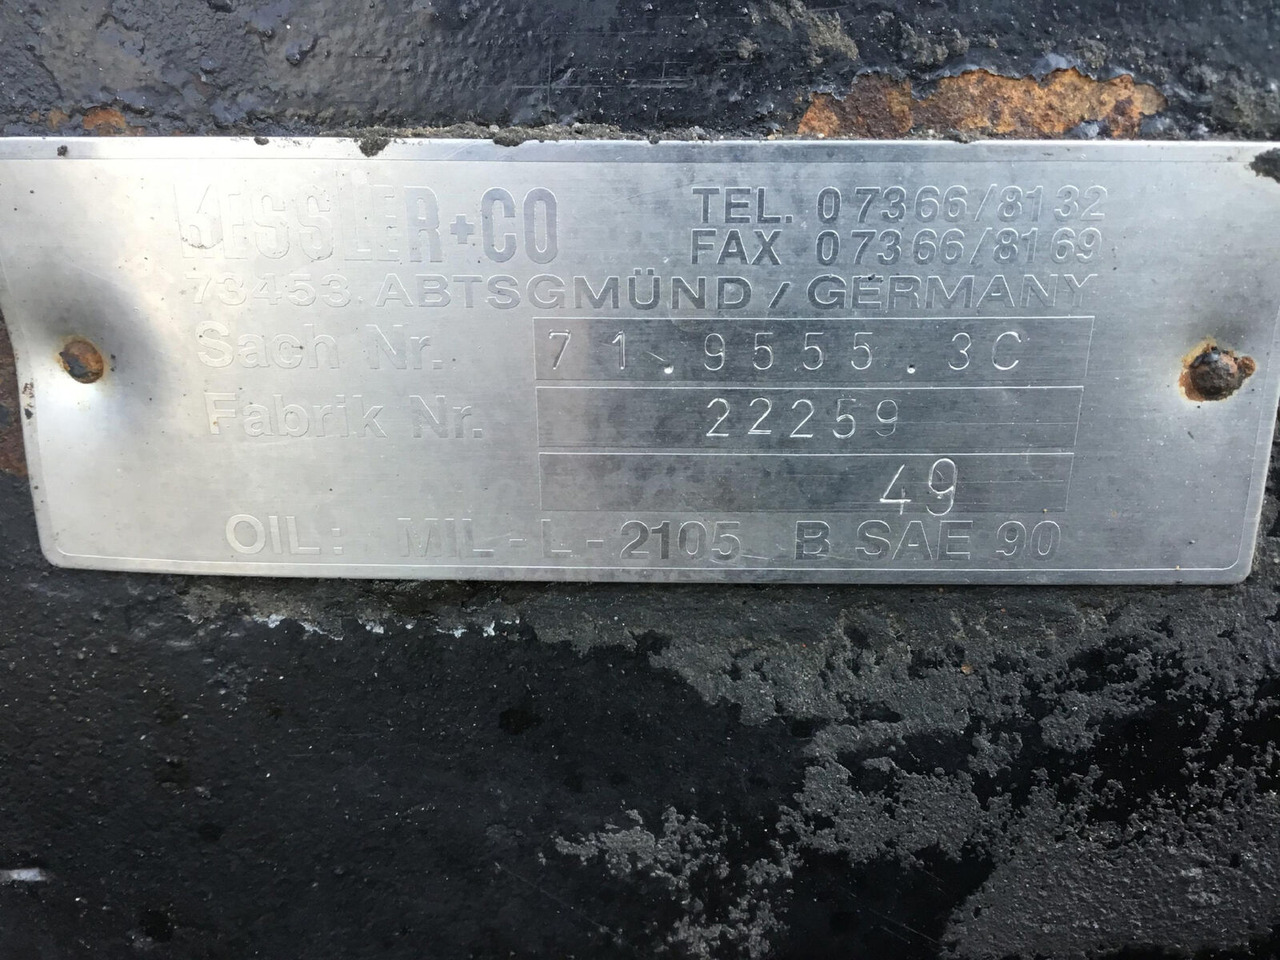 KESSLER+CO
TEL. 07366/8132
FAX 07366/8169
73453 ABTSGMÜND / GERMANY
Sach Nr. 71.9555.3C
Fabrik Nr. 22259
49
OIL: MIL-L-2105 B SAE 90